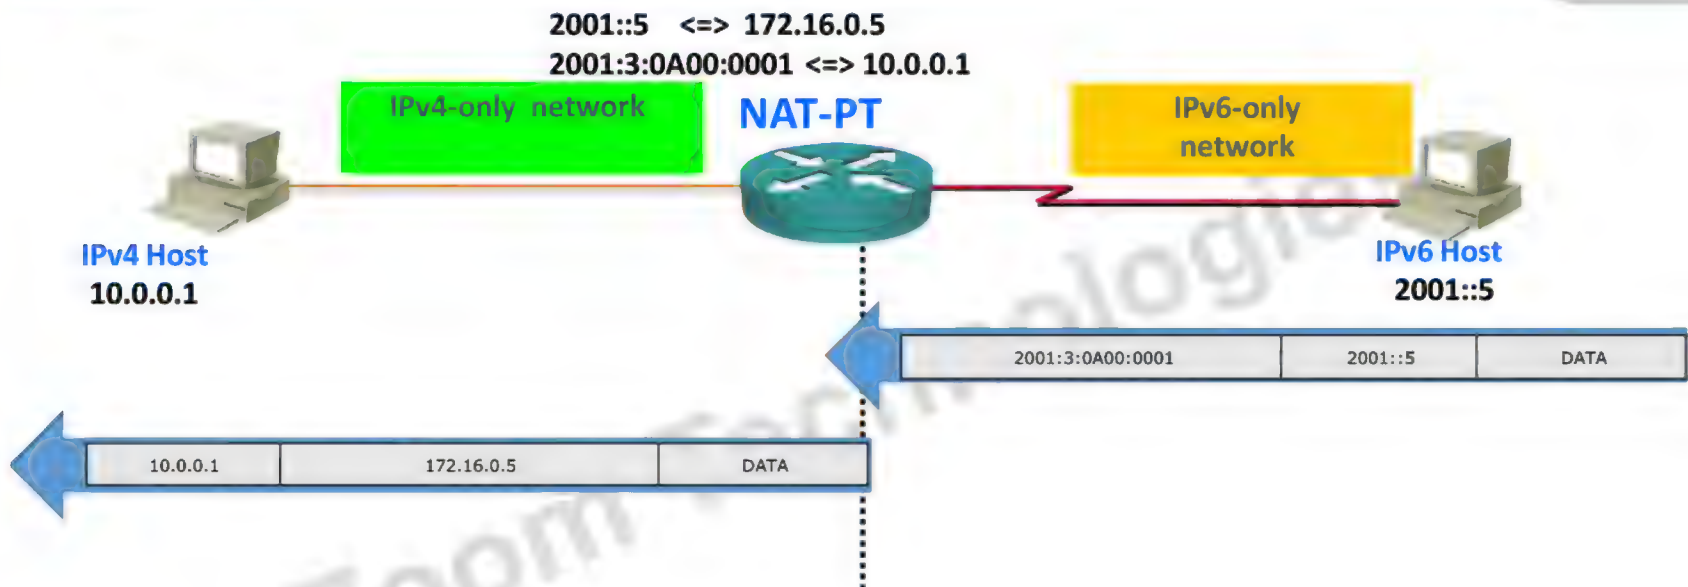 2001::5 <=> 172.16.0.5
2001:3:0A00:0001 <=> 10.0.0.1
IPv4-only network
NAT-PT
IPv6-only
network
IPv4 Host
10.0.0.1
IPv6 Host
2001::5
2001:3:0A00:0001 2001::5 DATA
10.0.0.1 172.16.0.5 DATA
Zoom Technologies